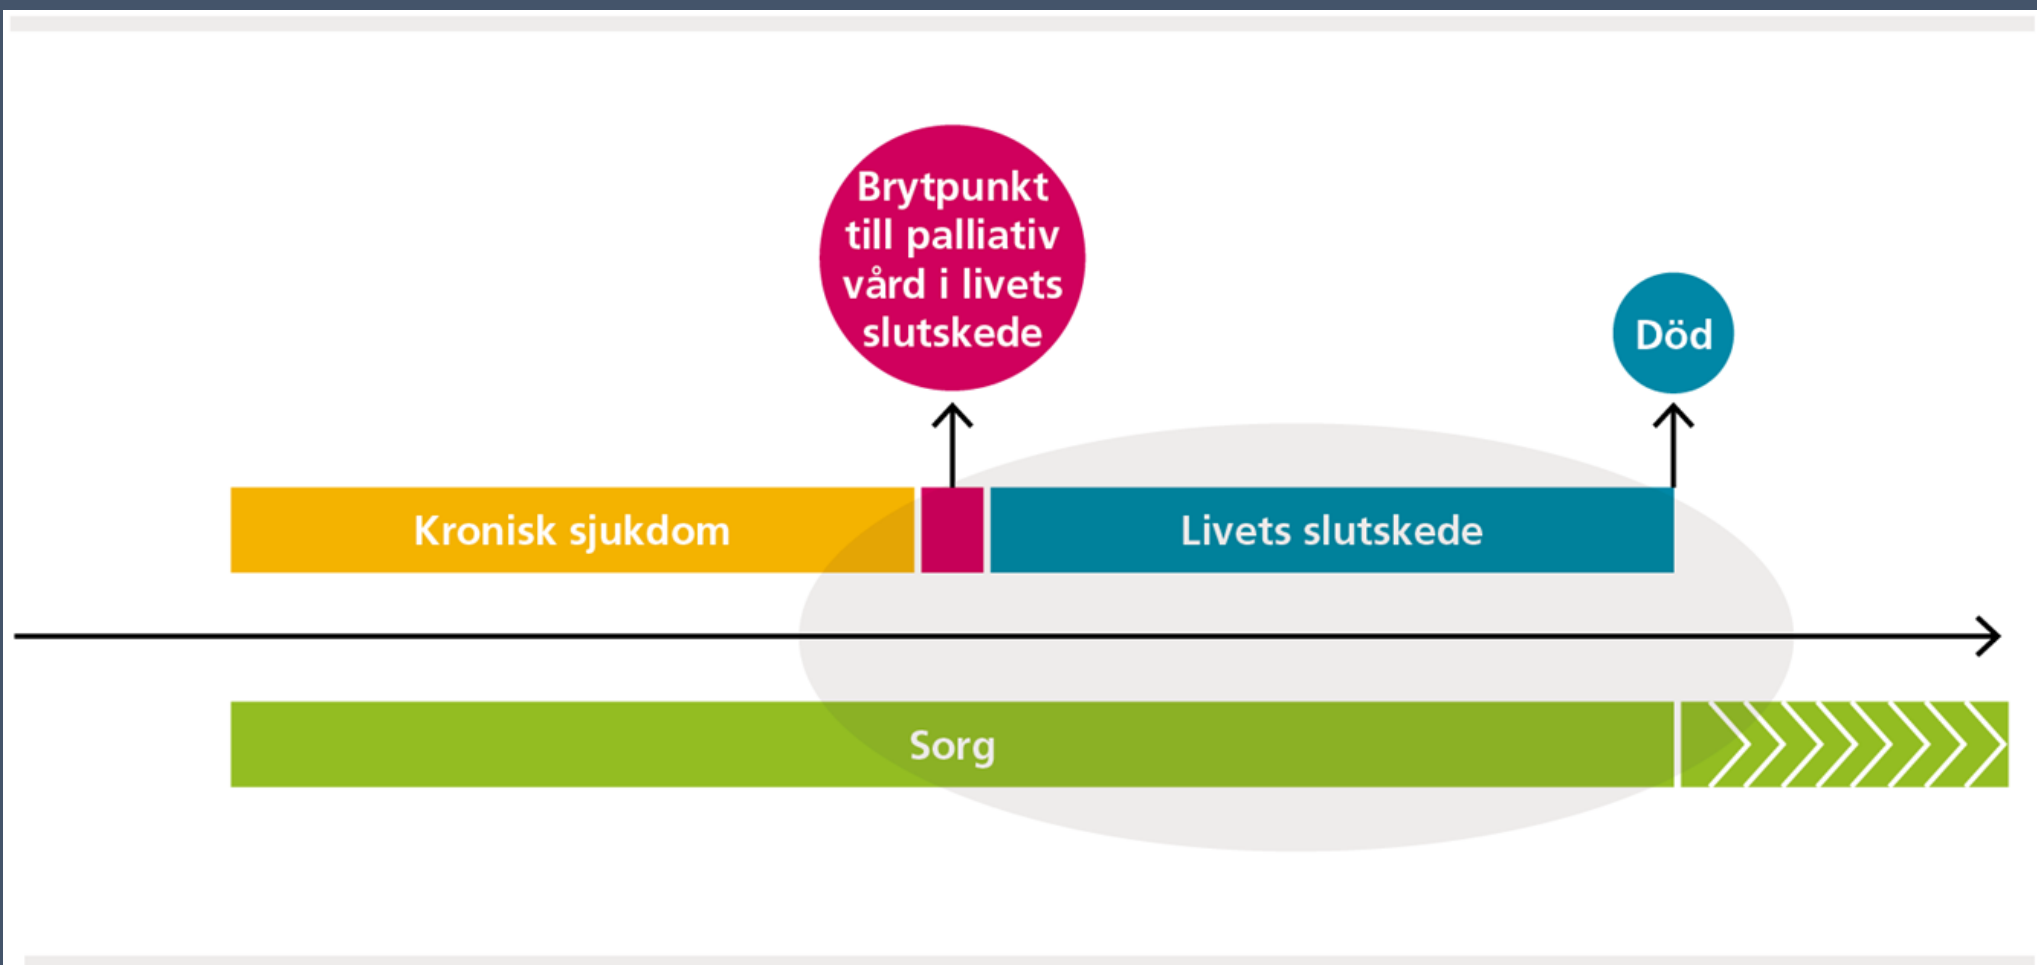 Brytpunkt
till palliativ
vård i livets
slutskede
Död
Kronisk sjukdom
Livets slutskede
Sorg